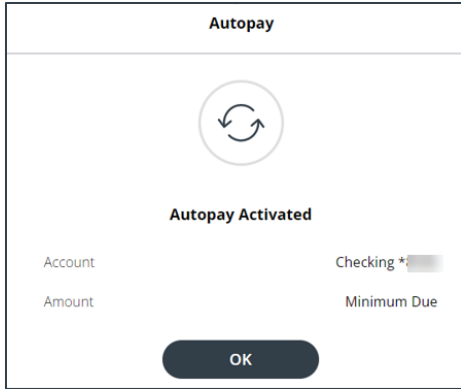 Autopay
Autopay Activated
Account Checking *
Amount Minimum Due
OK